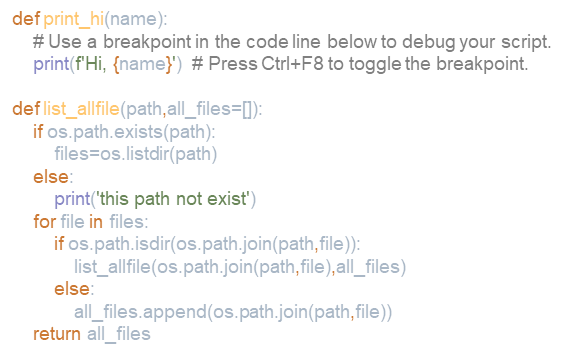 def print_hi(name):
    # Use a breakpoint in the code line below to debug your script.
    print(f'Hi, {name}')  # Press Ctrl+F8 to toggle the breakpoint.

def list_allfile(path,all_files=[]):
    if os.path.exists(path):
        files=os.listdir(path)
    else:
        print('this path not exist')
    for file in files:
        if os.path.isdir(os.path.join(path,file)):
            list_allfile(os.path.join(path,file),all_files)
        else:
            all_files.append(os.path.join(path,file))
    return all_files